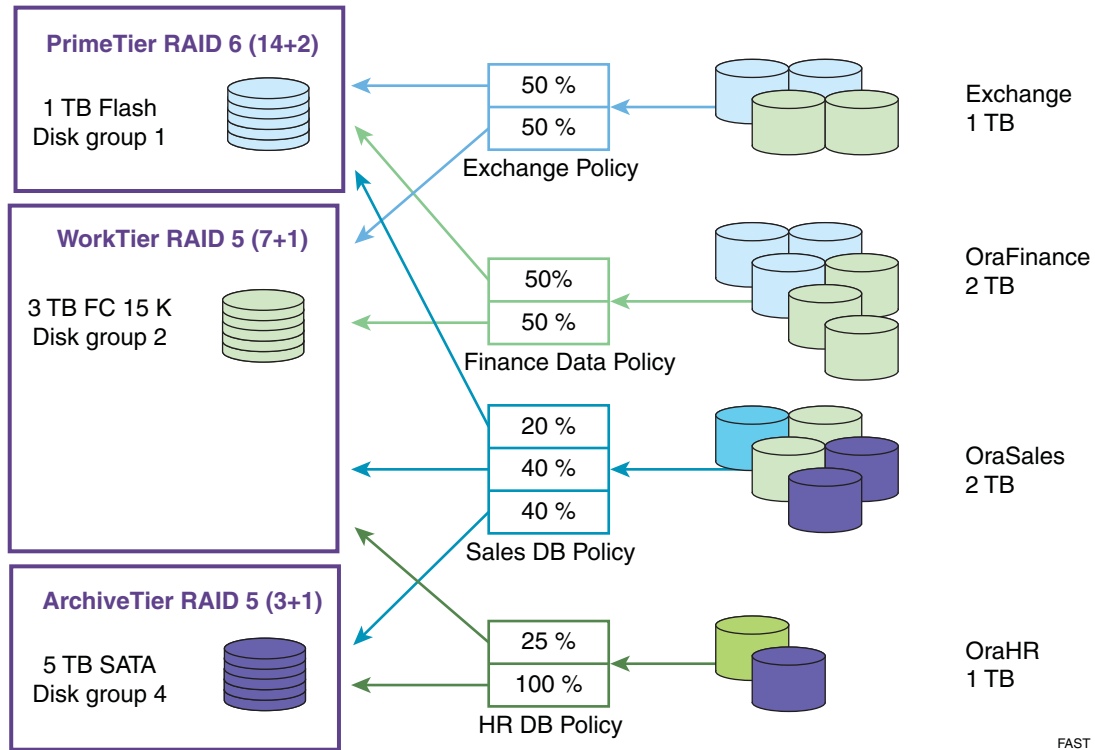 PrimeTier RAID 6 (14+2)
1 TB Flash
Disk group 1
WorkTier RAID 5 (7+1)
3 TB FC 15 K
Disk group 2
ArchiveTier RAID 5 (3+1)
5 TB SATA
Disk group 4
50 %
50 %
Exchange Policy
50%
50 %
Finance Data Policy
20 %
40 %
40 %
Sales DB Policy
25 %
100 %
HR DB Policy
Exchange
1 TB
OraFinance
2 TB
OraSales
2 TB
OraHR
1 TB
FAST